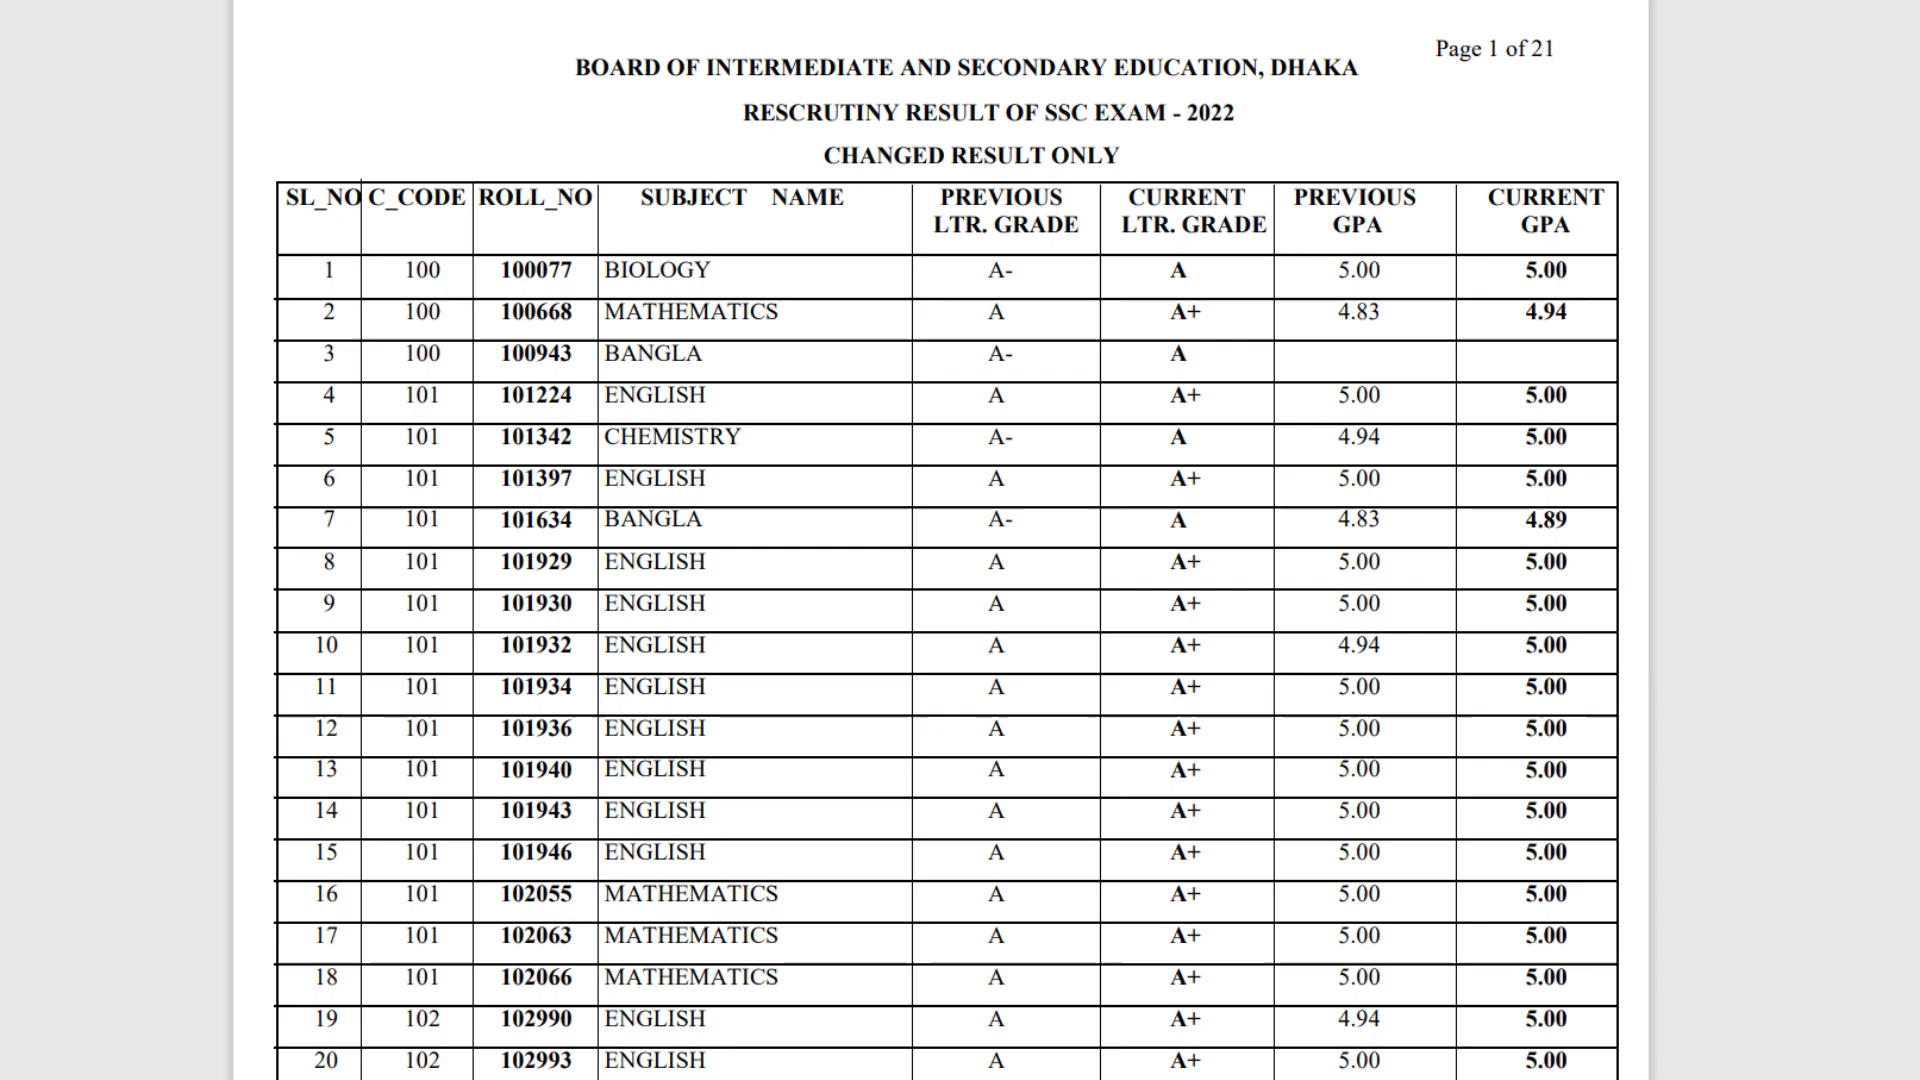 Page 1 of 21
BOARD OF INTERMEDIATE AND SECONDARY EDUCATION, DHAKA
RESCRUTINY RESULT OF SSC EXAM - 2022
CHANGED RESULT ONLY
SL_NO C_CODE ROLL_NO SUBJECT NAME PREVIOUS LTR. GRADE CURRENT LTR. GRADE PREVIOUS GPA CURRENT GPA
1 100 100077 BIOLOGY A- A 5.00 5.00
2 100 100668 MATHEMATICS A A+ 4.83 4.94
3 100 100943 BANGLA A- A
4 101 101224 ENGLISH A A+ 5.00 5.00
5 101 101342 CHEMISTRY A- A 4.94 5.00
6 101 101397 ENGLISH A A+ 5.00 5.00
7 101 101634 BANGLA A- A 4.83 4.89
8 101 101929 ENGLISH A A+ 5.00 5.00
9 101 101930 ENGLISH A A+ 5.00 5.00
10 101 101932 ENGLISH A A+ 4.94 5.00
11 101 101934 ENGLISH A A+ 5.00 5.00
12 101 101936 ENGLISH A A+ 5.00 5.00
13 101 101940 ENGLISH A A+ 5.00 5.00
14 101 101943 ENGLISH A A+ 5.00 5.00
15 101 101946 ENGLISH A A+ 5.00 5.00
16 101 102055 MATHEMATICS A A+ 5.00 5.00
17 101 102063 MATHEMATICS A A+ 5.00 5.00
18 101 102066 MATHEMATICS A A+ 5.00 5.00
19 102 102990 ENGLISH A A+ 4.94 5.00
20 102 102993 ENGLISH A A+ 5.00 5.00